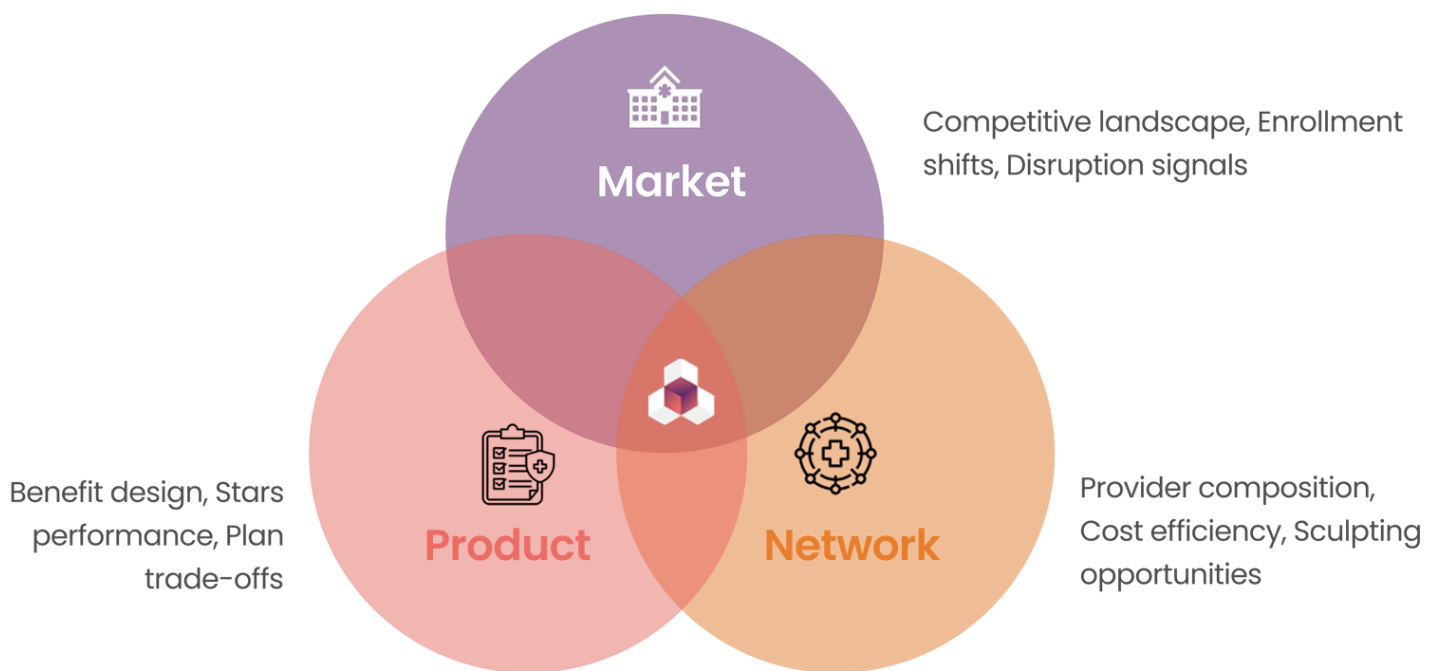 Market
Competitive landscape, Enrollment
shifts, Disruption signals
Benefit design, Stars
performance, Plan
trade-offs
Product
Network
Provider composition,
Cost efficiency, Sculpting
opportunities